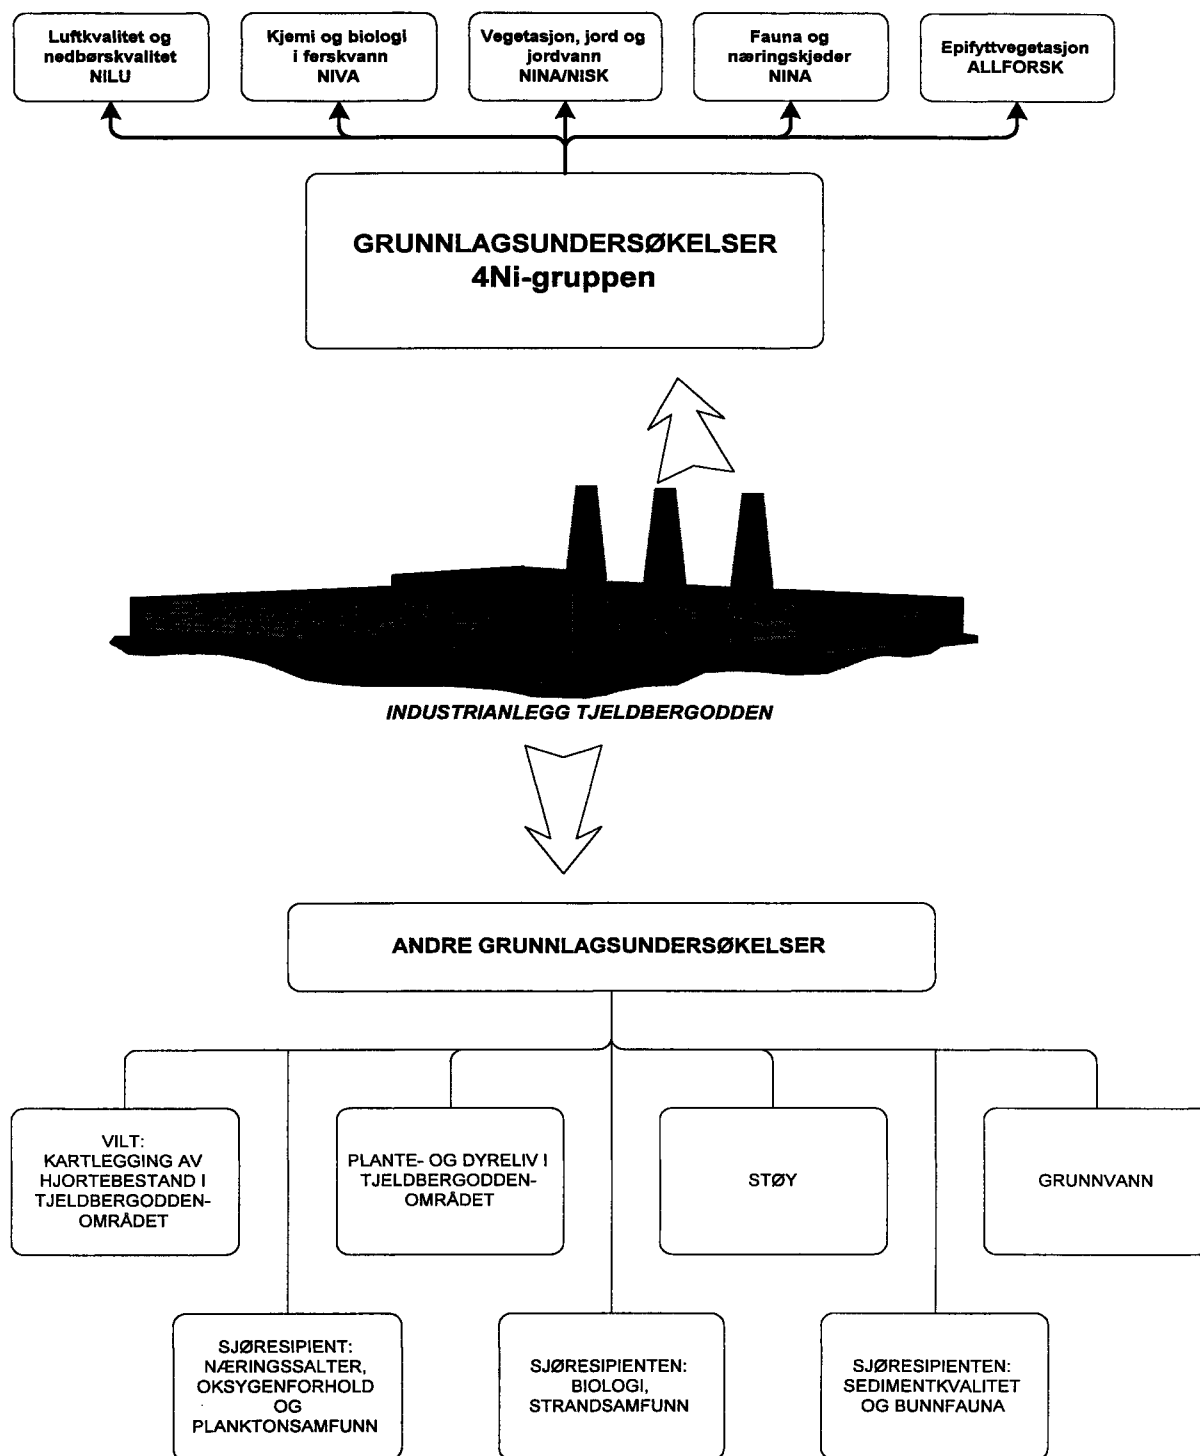 Luftkvalitet og
nedbørskvalitet
NILU
Kjemi og biologi
i ferskvann
NIVA
Vegetasjon, jord og
jordvann
NINA/NISK
Fauna og
næringskjeder
NINA
Epifyttvegetasjon
ALLFORSK
GRUNNLAGSUNDERSØKELSER
4Ni-gruppen
INDUSTRIANLEGG TJELDBERGODDEN
ANDRE GRUNNLAGSUNDERSØKELSER
VILT:
KARTLEGGING AV
HJORTEBESTAND I
TJELDBERGODDEN-
OMRÅDET
PLANTE- OG DYRELIV I
TJELDBERGODDEN-
OMRÅDET
STØY
GRUNNVANN
SJØRESIPIENT:
NÆRINGSSALTER,
OKSYGENFORHOLD
OG
PLANKTONSAMFUNN
SJØRESIPIENTEN:
BIOLOGI,
STRANDSAMFUNN
SJØRESIPIENTEN:
SEDIMENTKVALITET
OG BUNNFAUNA